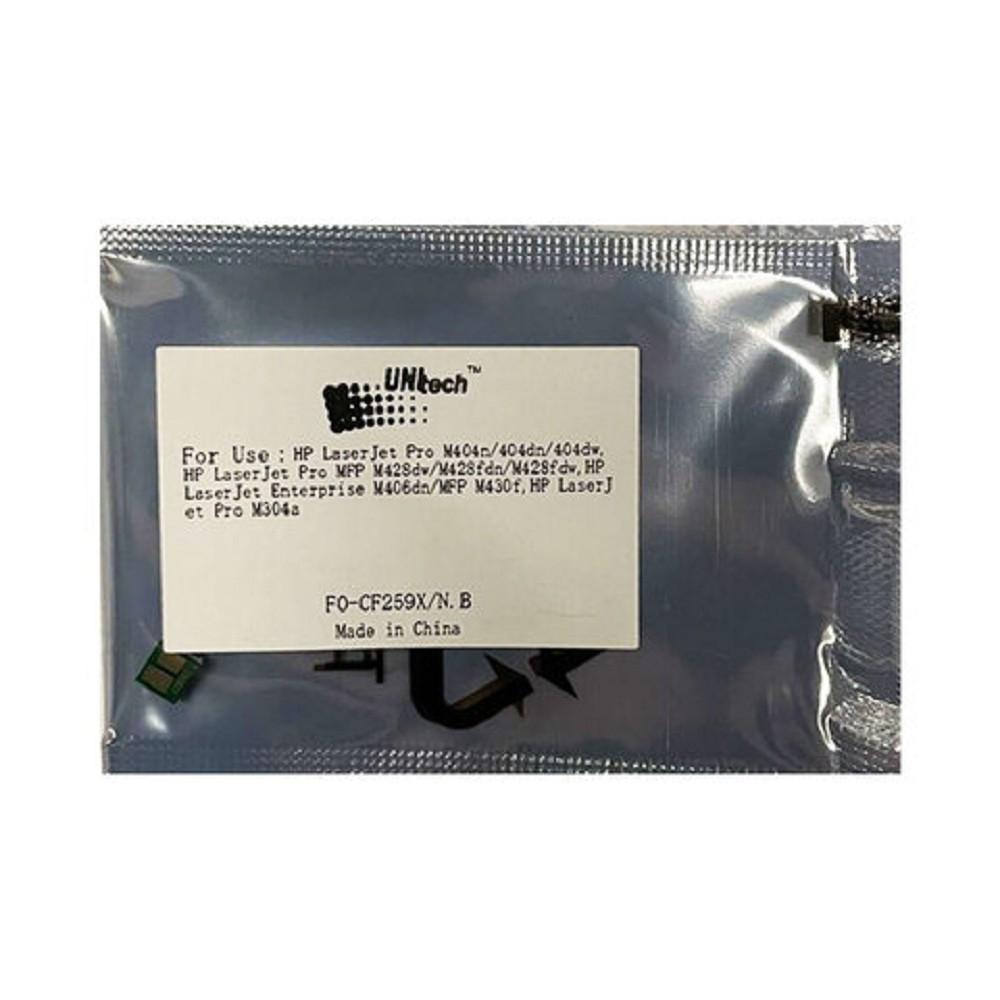 UNItech™
For Use : HP LaserJet Pro M404n/404dn/404dw,
HP LaserJet Pro MFP M428dw/M428fdn/M428fdw, HP
LaserJet Enterprise M406dn/MFP M430f, HP LaserJ
et Pro M304a
FO-CF259X/N.B
Made in China